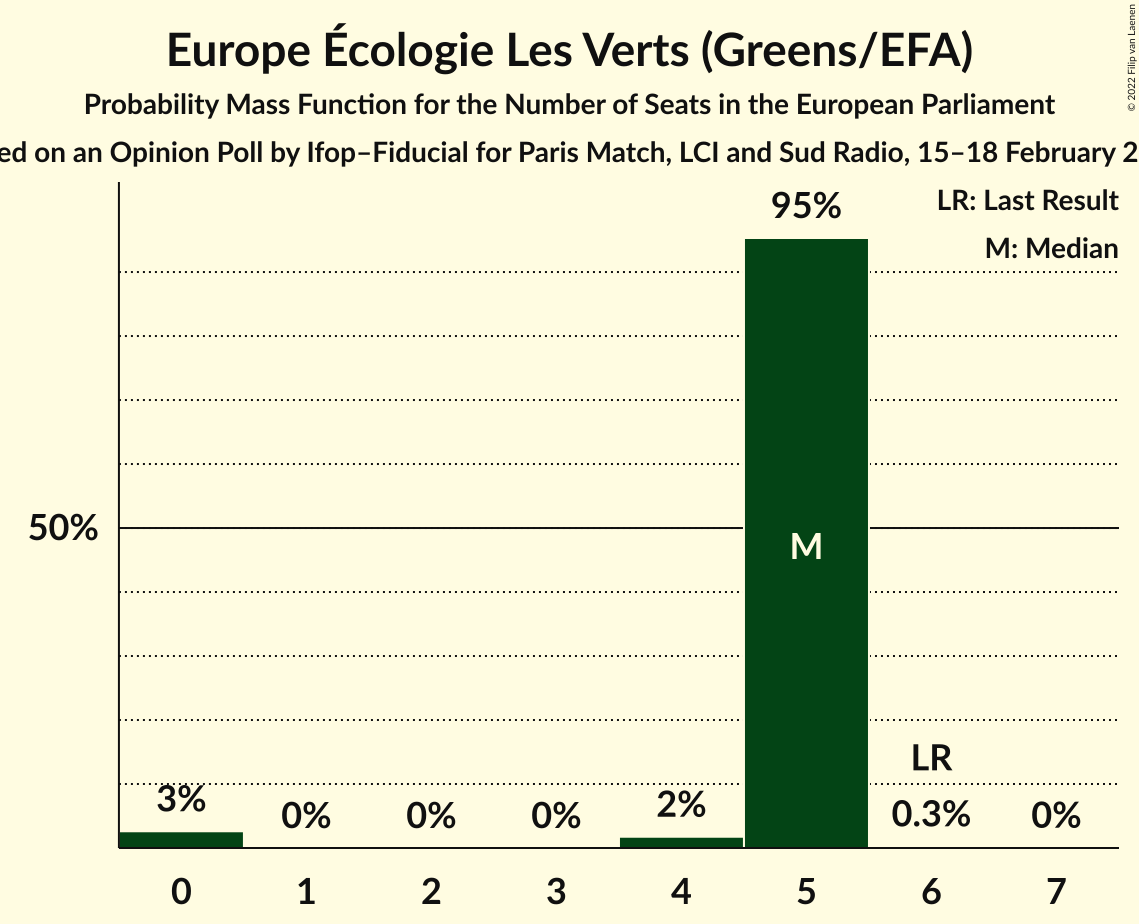 Europe Écologie Les Verts (Greens/EFA)
Probability Mass Function for the Number of Seats in the European Parliament
on an Opinion Poll by Ifop–Fiducial for Paris Match, LCI and Sud Radio, 15–18 February
© 2022 Filip van Laenen
LR: Last Result
M: Median
95%
50%
M
LR
3%
0%
0%
0%
2%
0.3%
0%
0
1
2
3
4
5
6
7